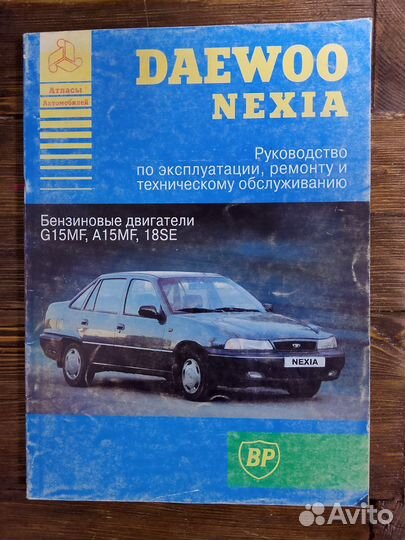 DAEWOO
NEXIA
Атласы
Автомобилей
Руководство
по эксплуатации, ремонту и
техническому обслуживанию
Бензиновые двигатели
G15MF, A15MF, 18SE
NEXIA
BP
Avito